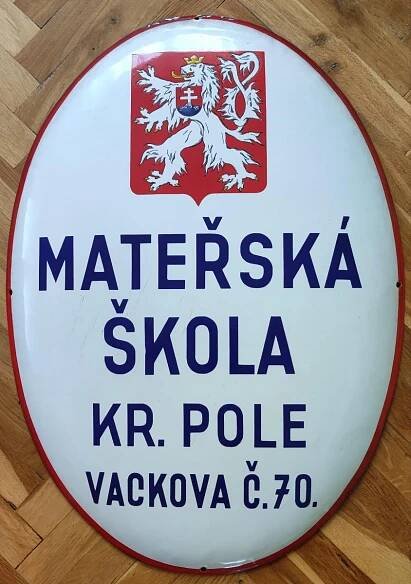 MATEŘSKÁ
ŠKOLA
KR. POLE
VACKOVA Č.70.